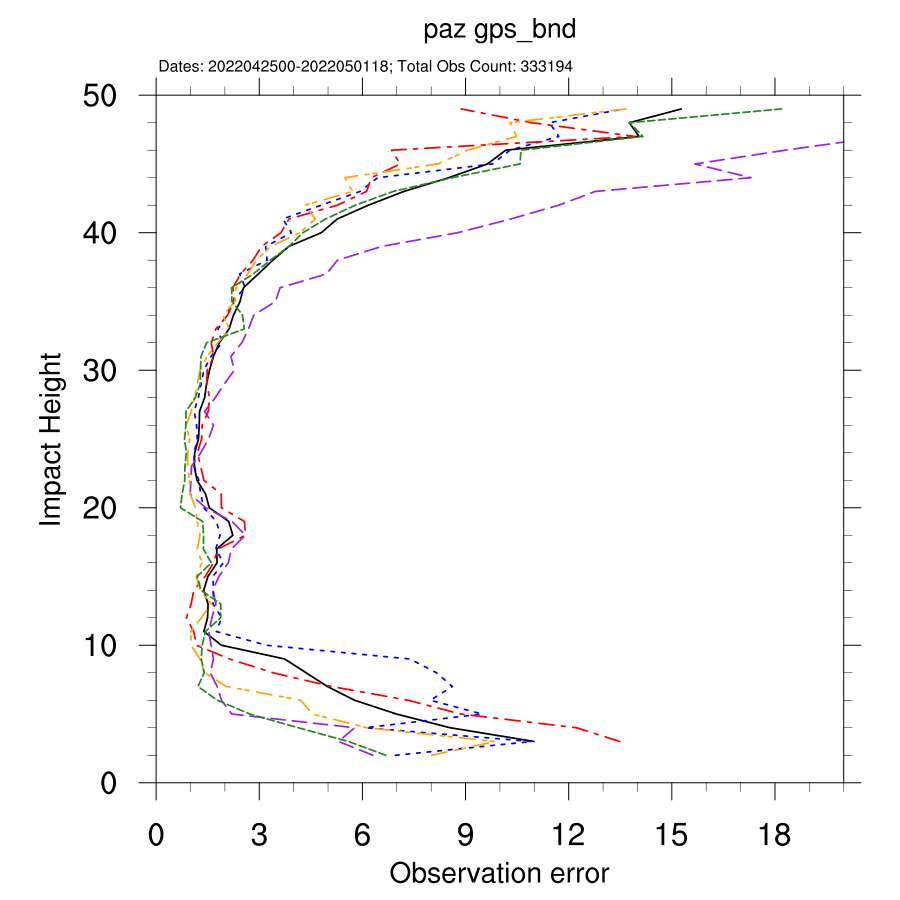 paz gps_bnd
Dates: 2022042500-2022050118; Total Obs Count: 333194
50
40
30
20
10
0
Impact Height
0 3 6 9 12 15 18
Observation error